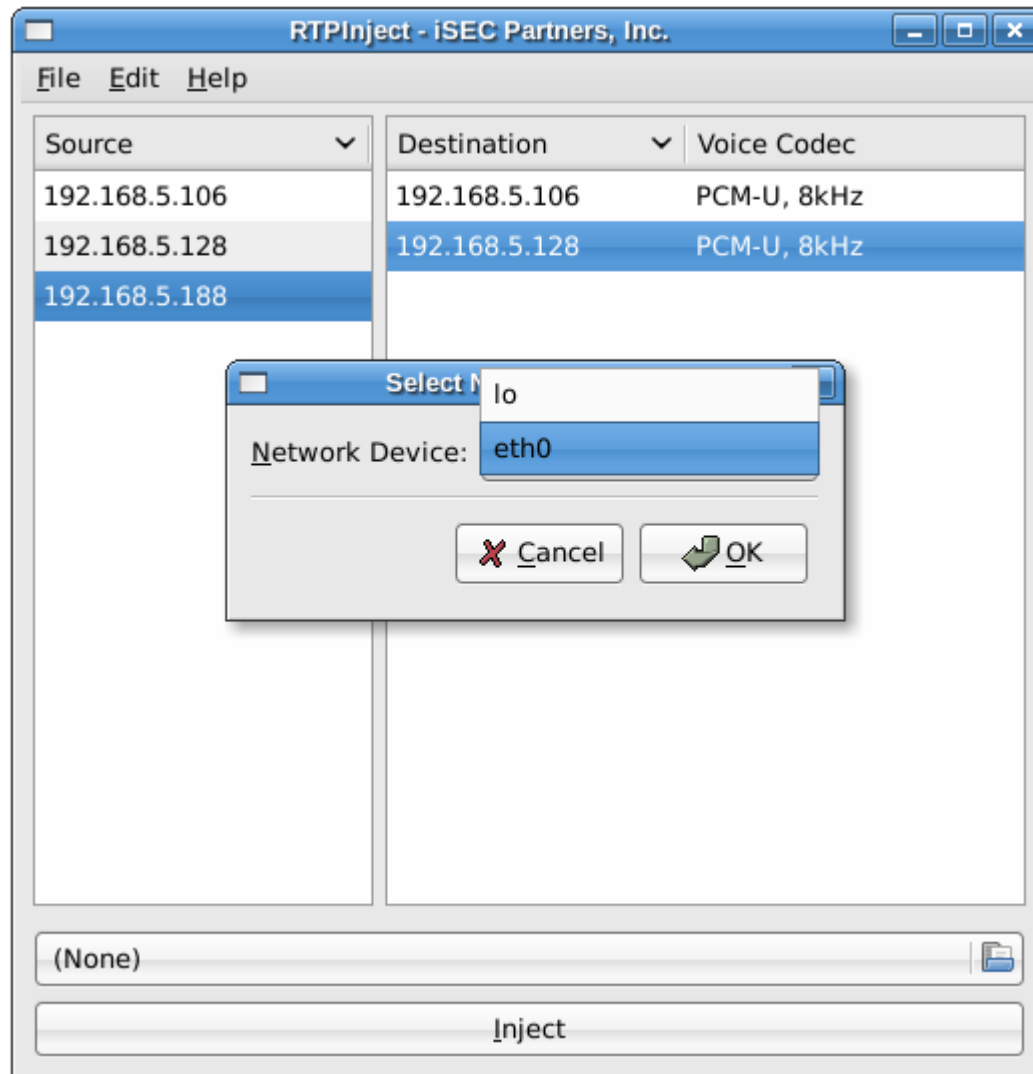 RTPInject - iSEC Partners, Inc.
File Edit Help
Source Destination Voice Codec
192.168.5.106 192.168.5.106 PCM-U, 8kHz
192.168.5.128 192.168.5.128 PCM-U, 8kHz
192.168.5.188
Select
lo
Network Device: eth0
Cancel OK
(None)
Inject